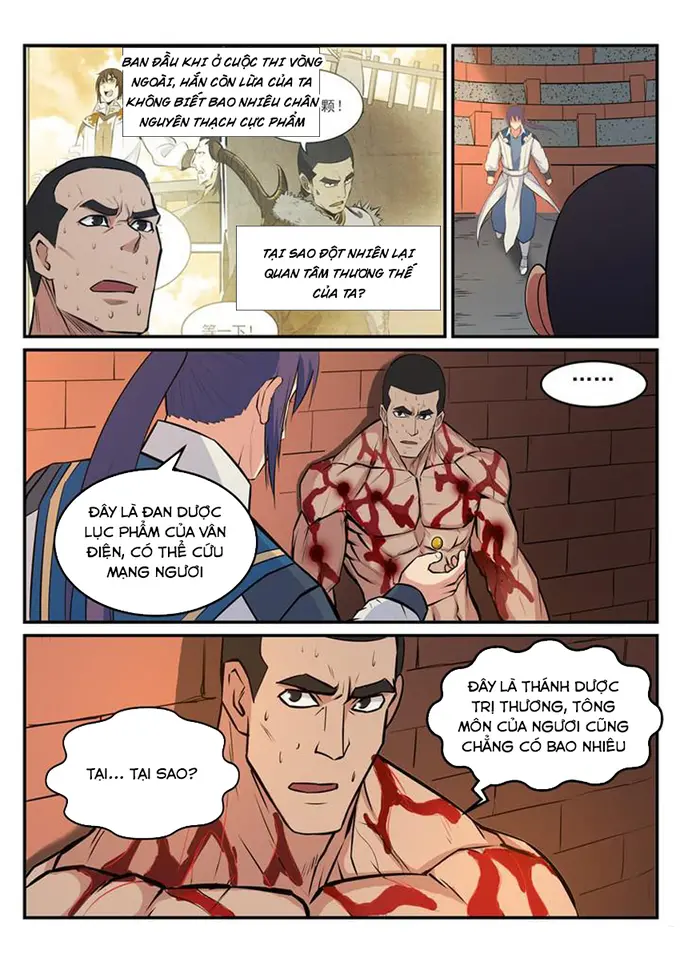 BAN ĐẦU KHI Ở CUỘC THI VÒNG
NGOÀI, HẮN CÒN LỪA CỦA TA
KHÔNG BIẾT BAO NHIÊU CHÂN
NGUYÊN THẠCH CỰC PHẨM
颗!
TẠI SAO ĐỘT NHIÊN LẠI
QUAN TÂM THƯƠNG THẾ
CỦA TA?
等一下!
......
ĐÂY LÀ ĐAN DƯỢC
LỤC PHẨM CỦA VÂN
ĐIỆN, CÓ THỂ CỨU
MẠNG NGƯƠI
ĐÂY LÀ THÁNH DƯỢC
TRỊ THƯƠNG, TÔNG
MÔN CỦA NGƯƠI CŨNG
CHẲNG CÓ BAO NHIÊU
TẠI... TẠI SAO?